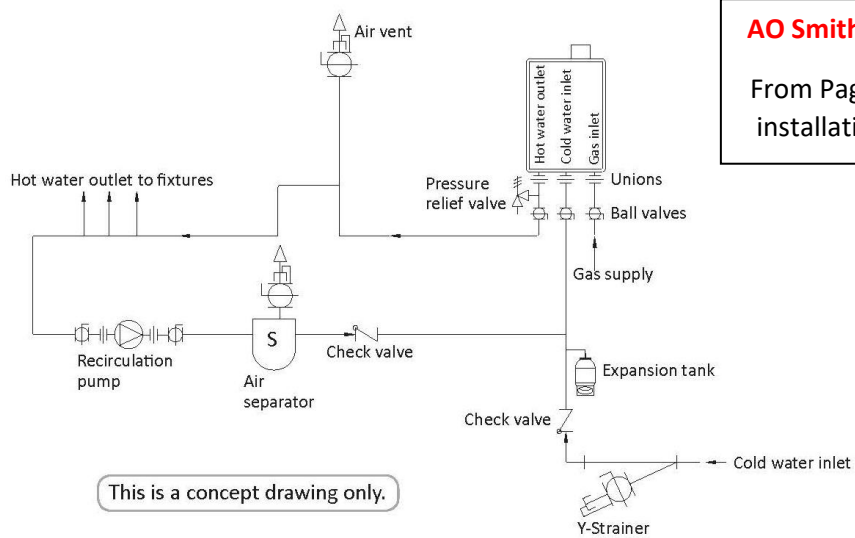 AO Smith
From Pag
installati
Air vent
Hot water outlet
Cold water inlet
Gas inlet
Hot water outlet to fixtures
Pressure
relief valve
Unions
Ball valves
Gas supply
S
Recirculation
pump
Air
separator
Check valve
Expansion tank
Check valve
Cold water inlet
Y-Strainer
This is a concept drawing only.